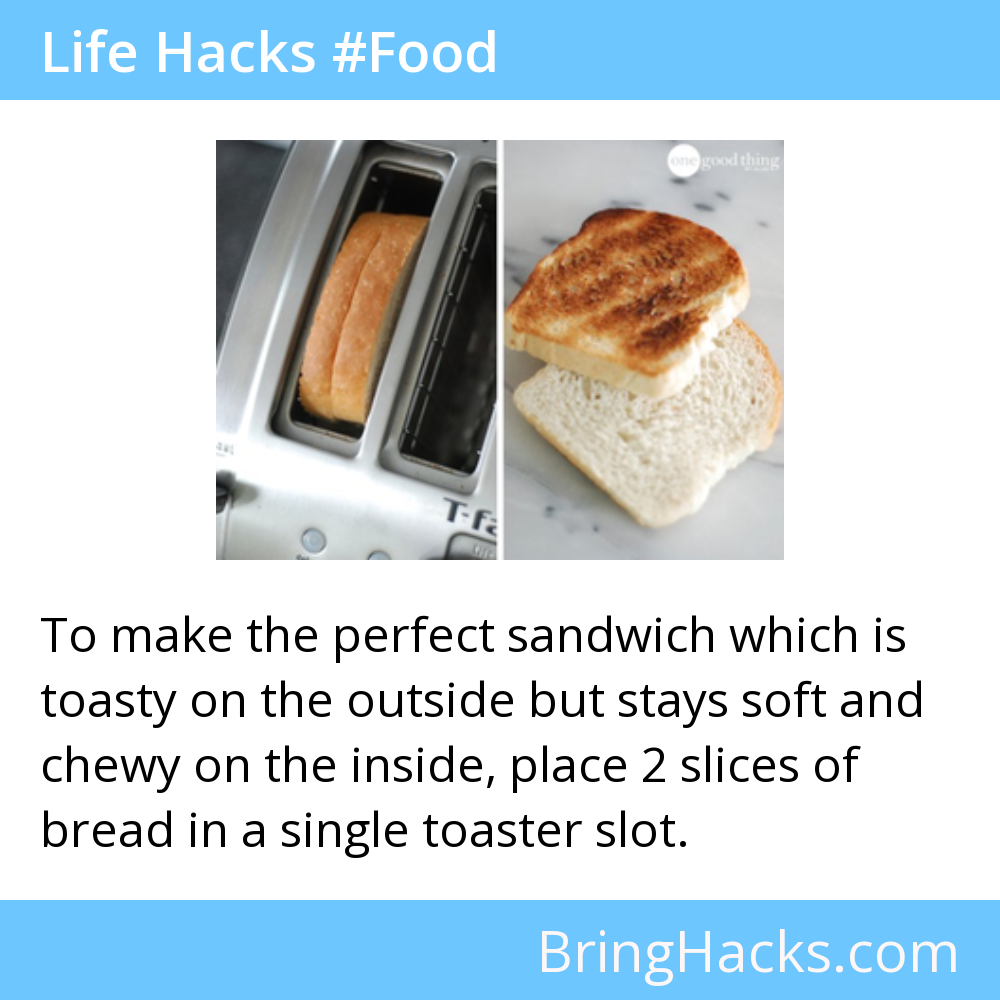 Life Hacks #Food
one good thing
T-fa
To make the perfect sandwich which is
toasty on the outside but stays soft and
chewy on the inside, place 2 slices of
bread in a single toaster slot.
BringHacks.com